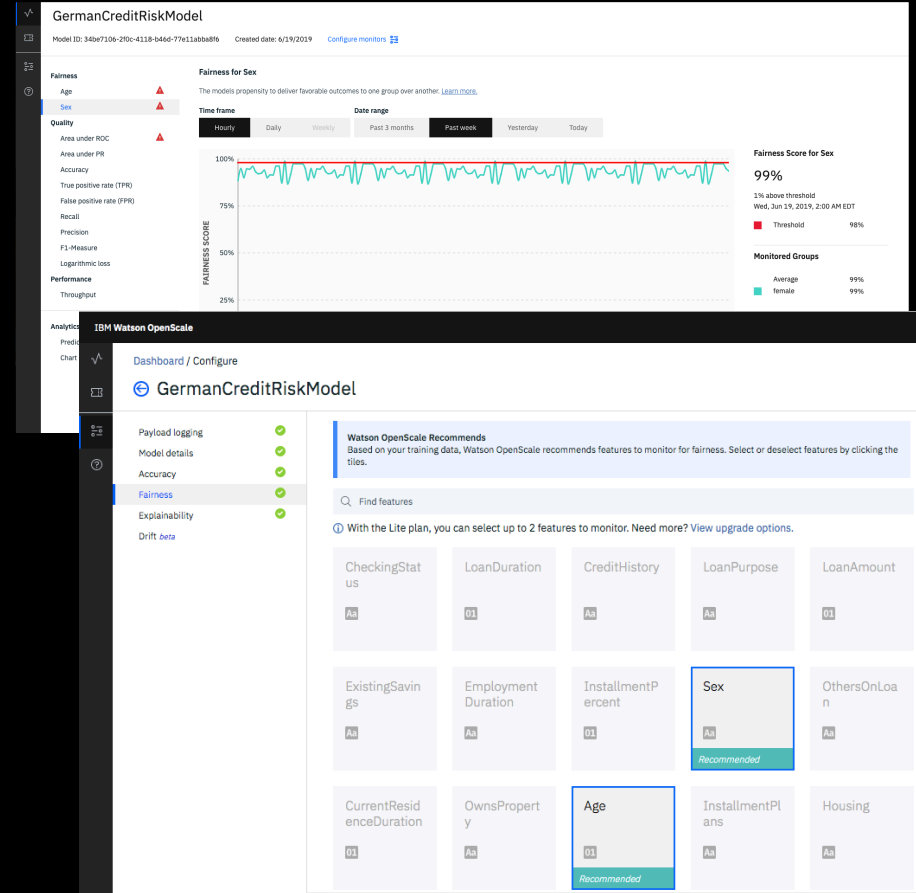 GermanCreditRiskModel
Model ID: 34be7106-2f0c-4118-b46d-77e11abba8f6 Created date: 6/19/2019 Configure monitors
Fairness
Age
Sex
Quality
Area under ROC
Area under PR
Accuracy
True positive rate (TPR)
False positive rate (FPR)
Recall
Precision
F1-Measure
Logarithmic loss
Performance
Throughput
Analytics
Predic
Chart
Fairness for Sex
The models propensity to deliver favorable outcomes to one group over another. Learn more.
Time frame Date range
Hourly Daily Weekly Past 3 months Past week Yesterday Today
100%
75%
50%
25%
FAIRNESS SCORE
Fairness Score for Sex
99%
1% above threshold
Wed, Jun 19, 2019, 2:00 AM EDT
Threshold 98%
Monitored Groups
Average 99%
female 99%
IBM Watson OpenScale
Dashboard / Configure
GermanCreditRiskModel
Payload logging
Model details
Accuracy
Fairness
Explainability
Drift beta
Watson OpenScale Recommends
Based on your training data, Watson OpenScale recommends features to monitor for fairness. Select or deselect features by clicking the
tiles.
Find features
With the Lite plan, you can select up to 2 features to monitor. Need more? View upgrade options.
CheckingStat
us
Aa
LoanDuration
01
CreditHistory
Aa
LoanPurpose
Aa
LoanAmount
01
ExistingSavin
gs
Aa
Employment
Duration
Aa
InstallmentP
ercent
01
Sex
Aa
Recommended
OthersOnLoa
n
Aa
CurrentResid
enceDuration
01
OwnsPropert
y
Aa
Age
01
Recommended
InstallmentPl
ans
Aa
Housing
Aa